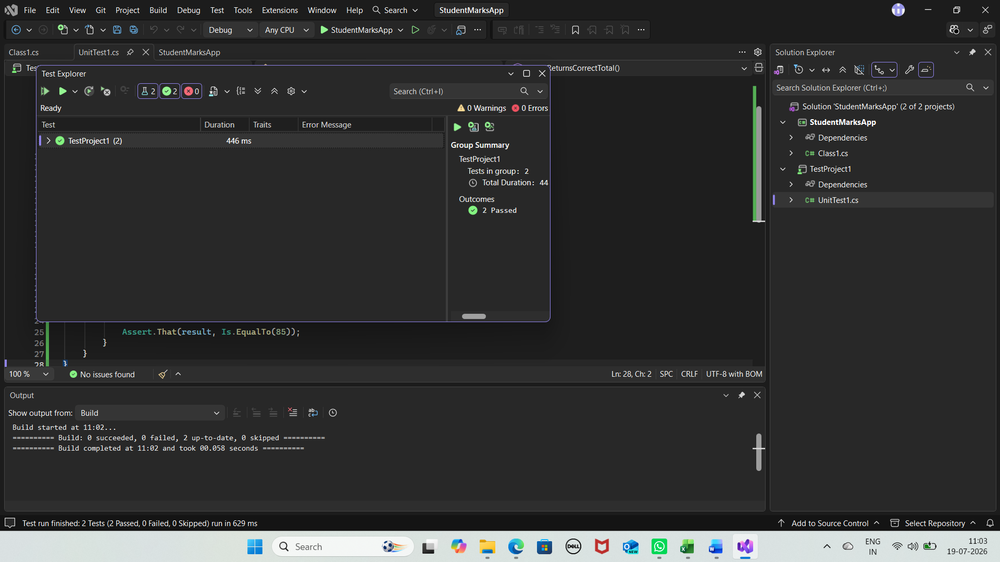 File Edit View Git Project Build Debug Test Tools Extensions Window Help Search StudentMarksApp
Debug Any CPU StudentMarksApp
Class1.cs UnitTest1.cs StudentMarksApp
Tes ReturnsCorrectTotal()
Test Explorer
2 2 0 Search (Ctrl+I)
Ready 0 Warnings 0 Errors
Test Duration Traits Error Message
TestProject1 (2) 446 ms
Group Summary
TestProject1
Tests in group: 2
Total Duration: 44
Outcomes
2 Passed
25 Assert.That(result, Is.EqualTo(85));
26 }
27 }
28 }
100 % No issues found Ln: 28, Ch: 2 SPC CRLF UTF-8 with BOM
Output
Show output from: Build
Build started at 11:02...
========== Build: 0 succeeded, 0 failed, 2 up-to-date, 0 skipped ==========
========== Build completed at 11:02 and took 00.058 seconds ==========
Solution Explorer
Search Solution Explorer (Ctrl+;)
Solution 'StudentMarksApp' (2 of 2 projects)
C# StudentMarksApp
Dependencies
C# Class1.cs
TestProject1
Dependencies
C# UnitTest1.cs
Test run finished: 2 Tests (2 Passed, 0 Failed, 0 Skipped) run in 629 ms Add to Source Control Select Repository
Search DELL NEW ENG IN 11:03
19-07-2026